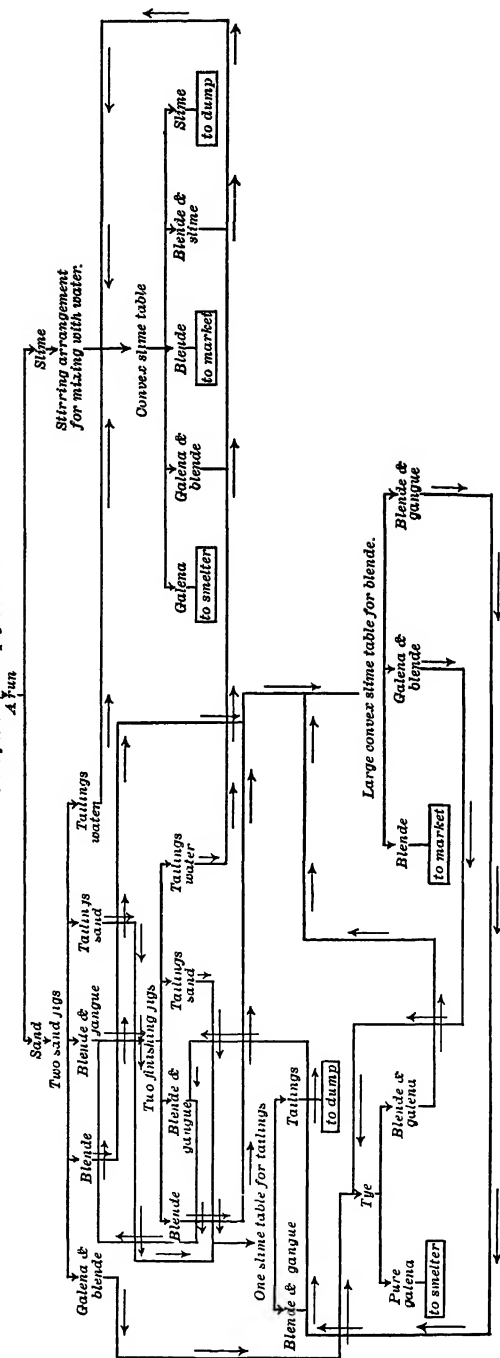 A run
Sand
Slime
Two sand jigs
Stirring arrangement
for mixing with water.
Galena &
blende
Blende
Blende &
gangue
Tailings
sand
Tailings
water
Convex slime table
Galena
to smelter
Galena &
blende
Blende
to market
Blende &
slime
Slime
to dump
Two finishing jigs
Blende
Blende &
gangue
Tailings
sand
Tailings
water
One slime table for tailings
Blende & gangue
Tailings
to dump
Large convex slime table for blende.
Blende
to market
Galena &
blende
Blende &
gangue
Tye
Pure
galena
to smelter
Blende &
galena